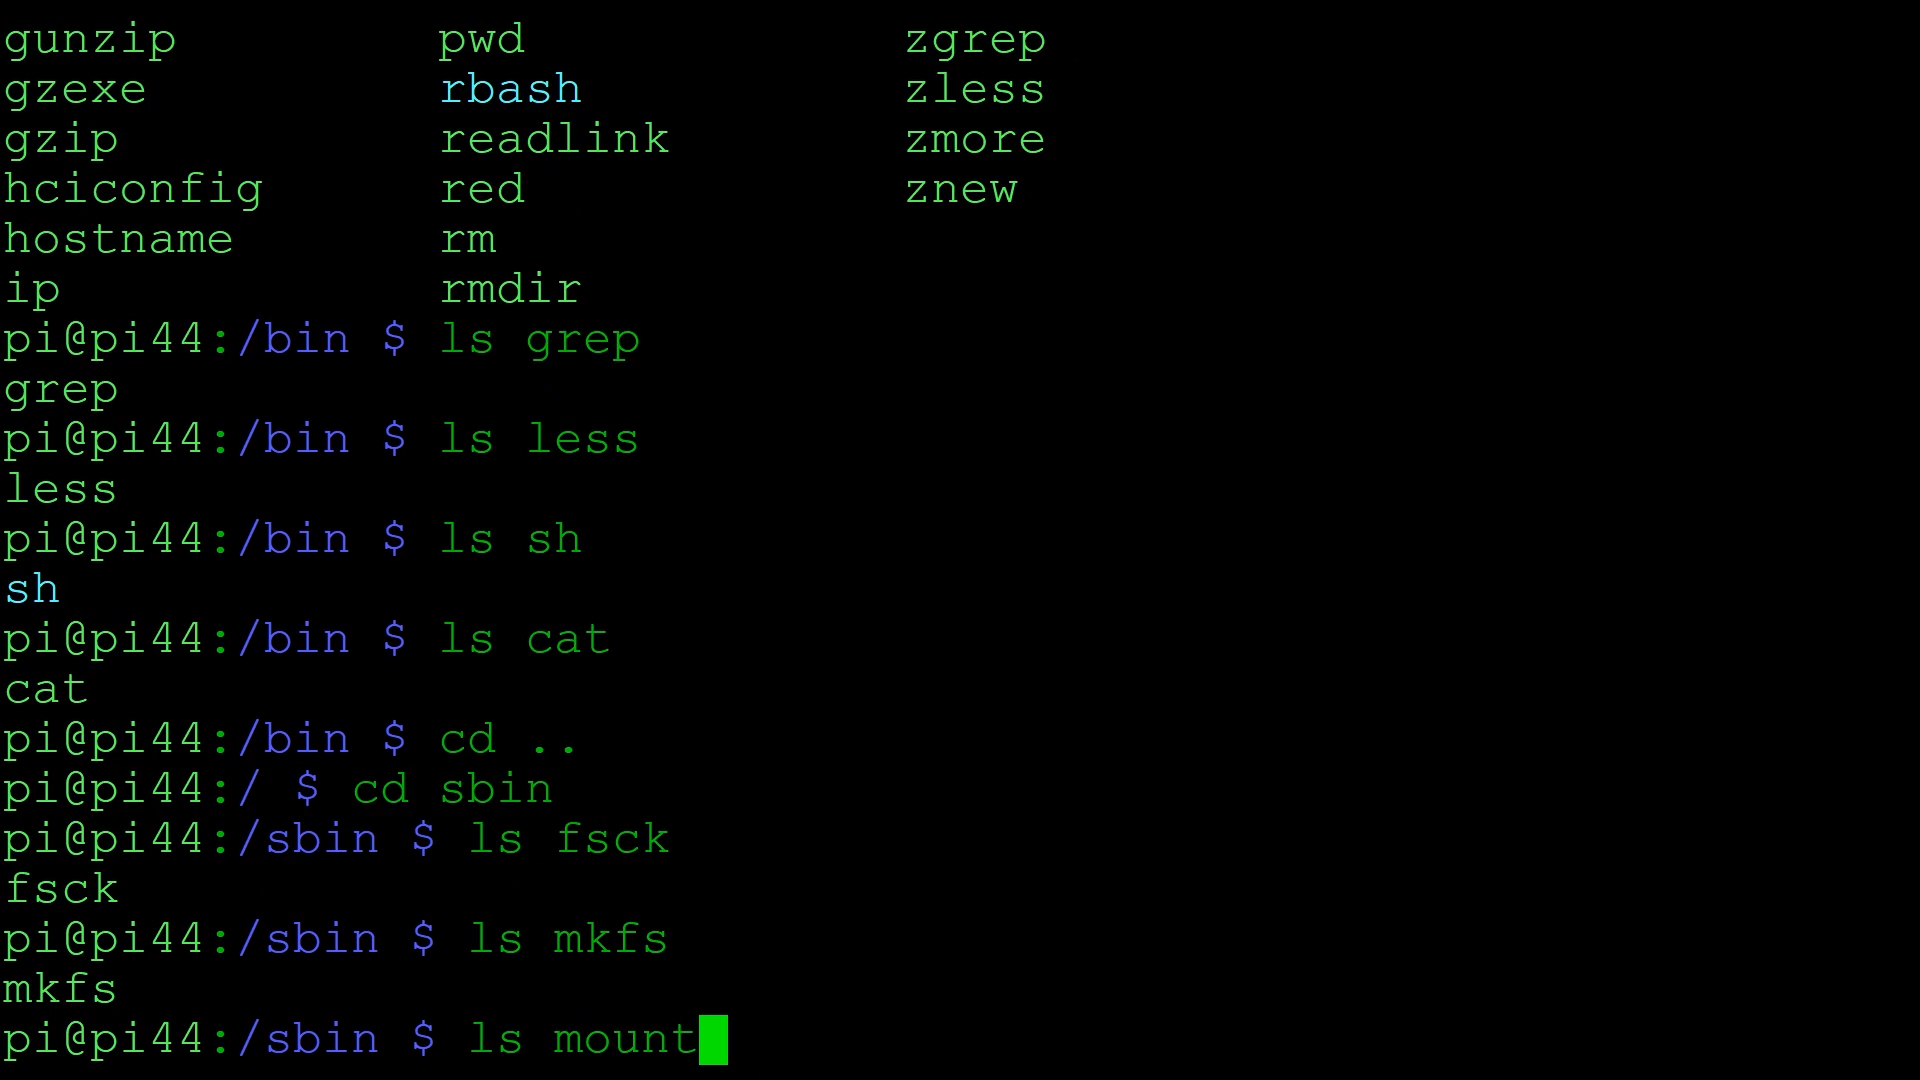 gunzip pwd zgrep
gzexe rbash zless
gzip readlink zmore
hciconfig red znew
hostname rm
ip rmdir
pi@pi44:/bin $ ls grep
grep
pi@pi44:/bin $ ls less
less
pi@pi44:/bin $ ls sh
sh
pi@pi44:/bin $ ls cat
cat
pi@pi44:/bin $ cd ..
pi@pi44:/ $ cd sbin
pi@pi44:/sbin $ ls fsck
fsck
pi@pi44:/sbin $ ls mkfs
mkfs
pi@pi44:/sbin $ ls mount